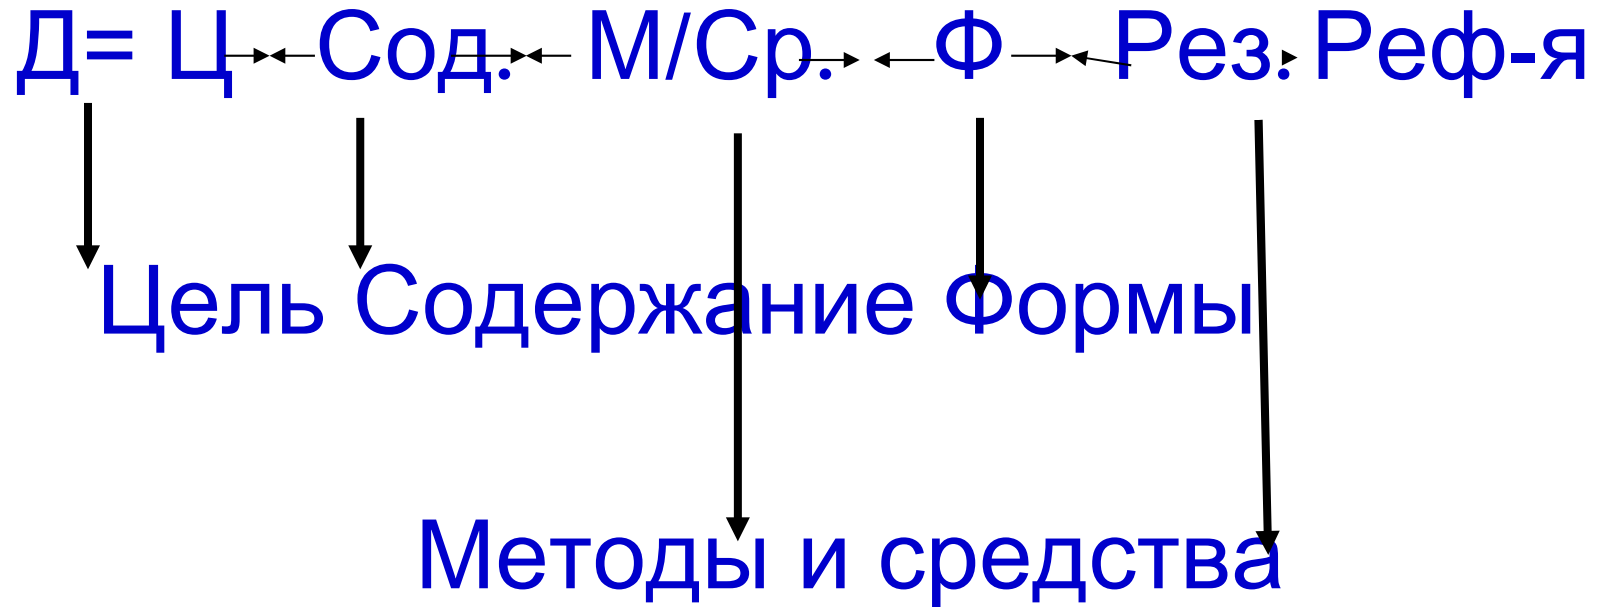 Д= Ц Сод. М/Ср. Ф Рез. Реф-я
Цель Содержание Формы
Методы и средства